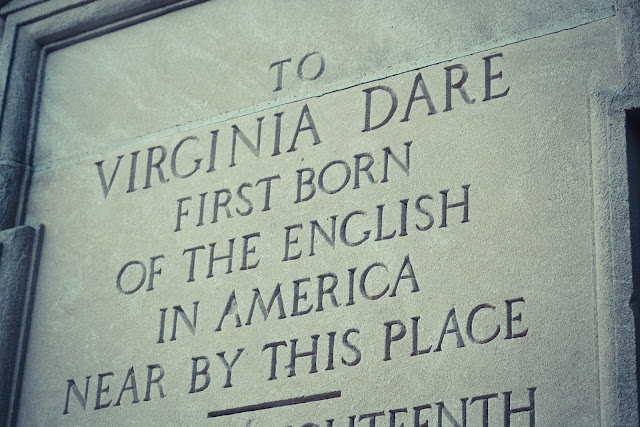 TO
VIRGINIA DARE
FIRST BORN
OF THE ENGLISH
IN AMERICA
NEAR BY THIS PLACE